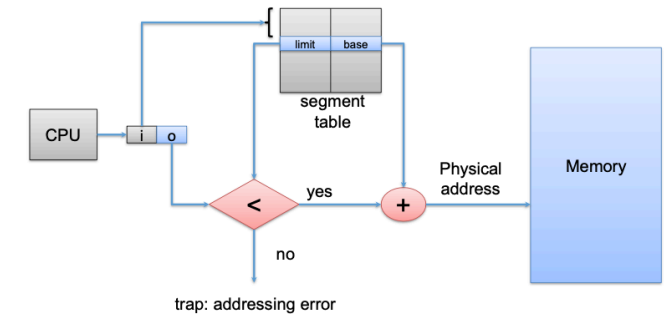 limit base
segment
table
CPU
i o
Physical
address
Memory
<
yes
+
no
trap: addressing error